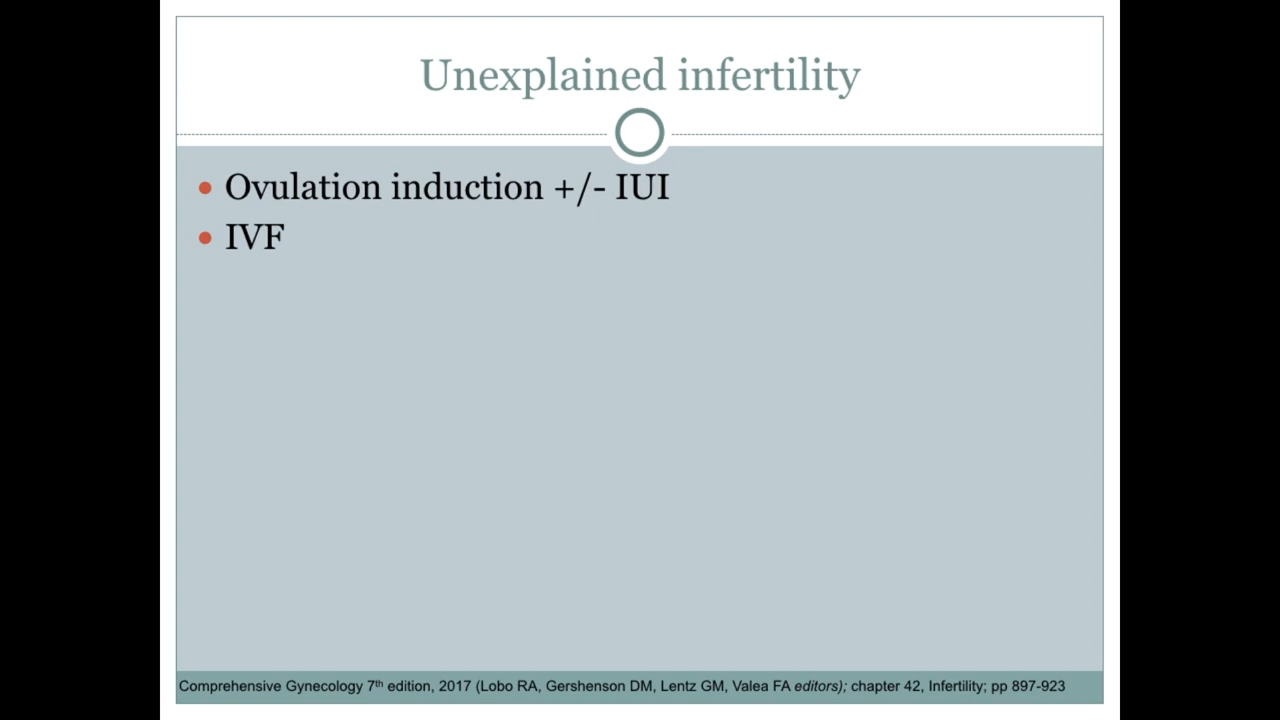 Unexplained infertility
• Ovulation induction +/- IUI
• IVF
Comprehensive Gynecology 7th edition, 2017 (Lobo RA, Gershenson DM, Lentz GM, Valea FA editors); chapter 42, Infertility; pp 897-923